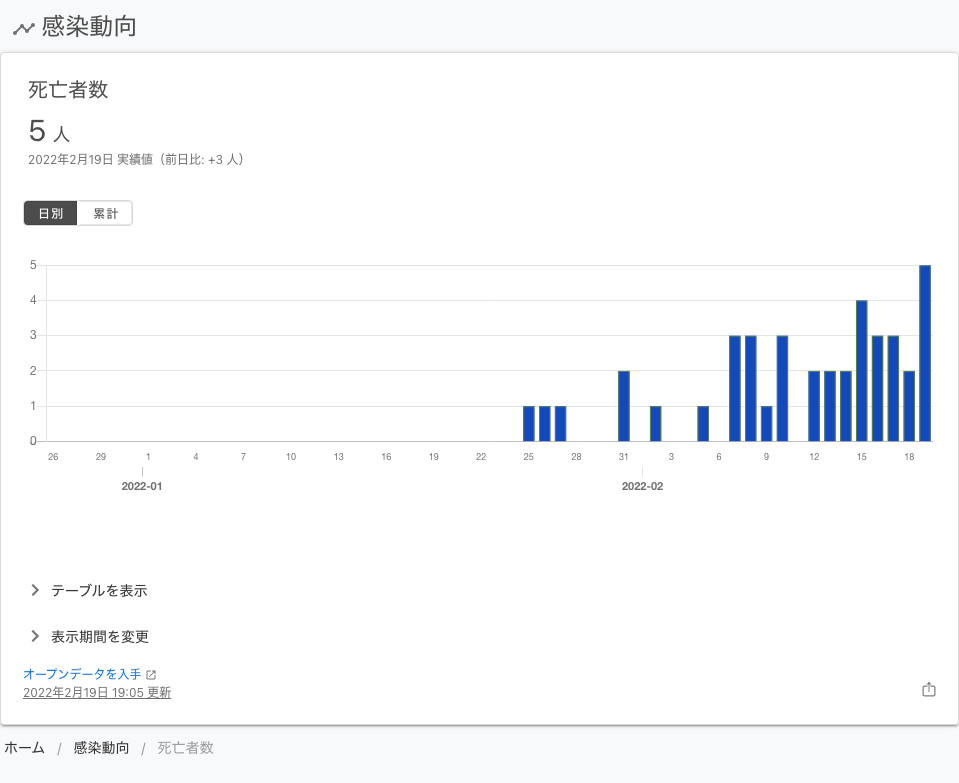 感染動向
死亡者数
5 人
2022年2月19日 実績値（前日比: +3 人）
日別 累計
5
4
3
2
1
0
26 29 1 4 7 10 13 16 19 22 25 28 31 3 6 9 12 15 18
2022-01 2022-02
テーブルを表示
表示期間を変更
オープンデータを入手
2022年2月19日 19:05 更新
ホーム / 感染動向 / 死亡者数